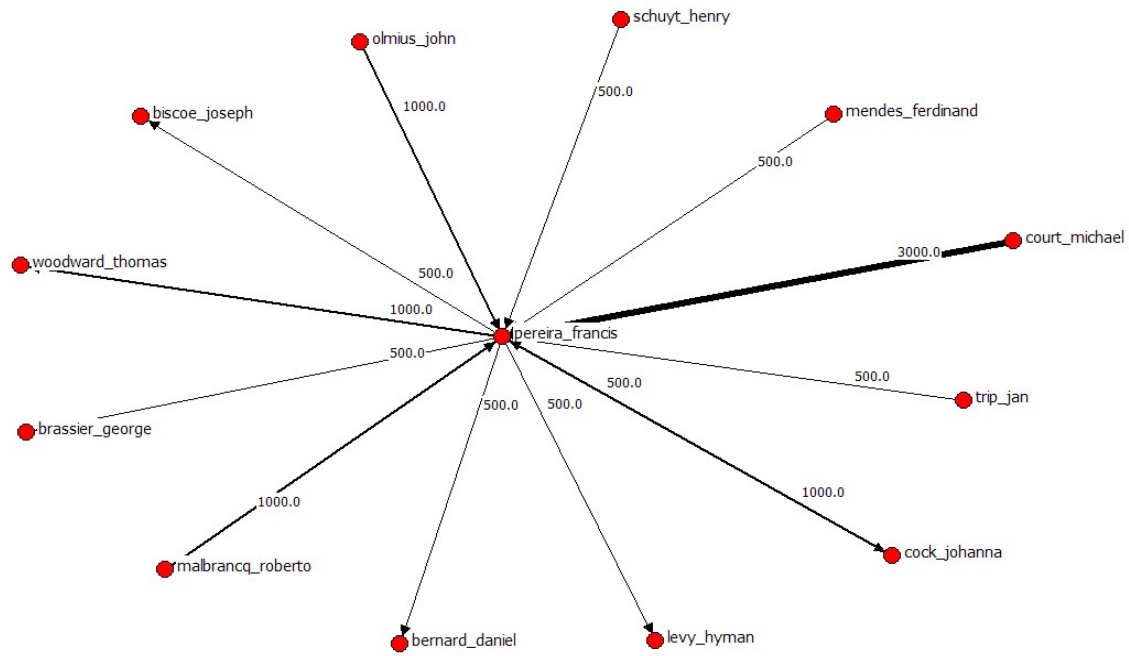 schuyt_henry
olmius_john
500.0
1000.0
biscoe_joseph
mendes_ferdinand
500.0
court_michael
3000.0
woodward_thomas
500.0
1000.0
pereira_francis
500.0
500.0
500.0
trip_jan
500.0
500.0
brassier_george
1000.0
1000.0
cock_johanna
malbrancq_roberto
bernard_daniel
levy_hyman